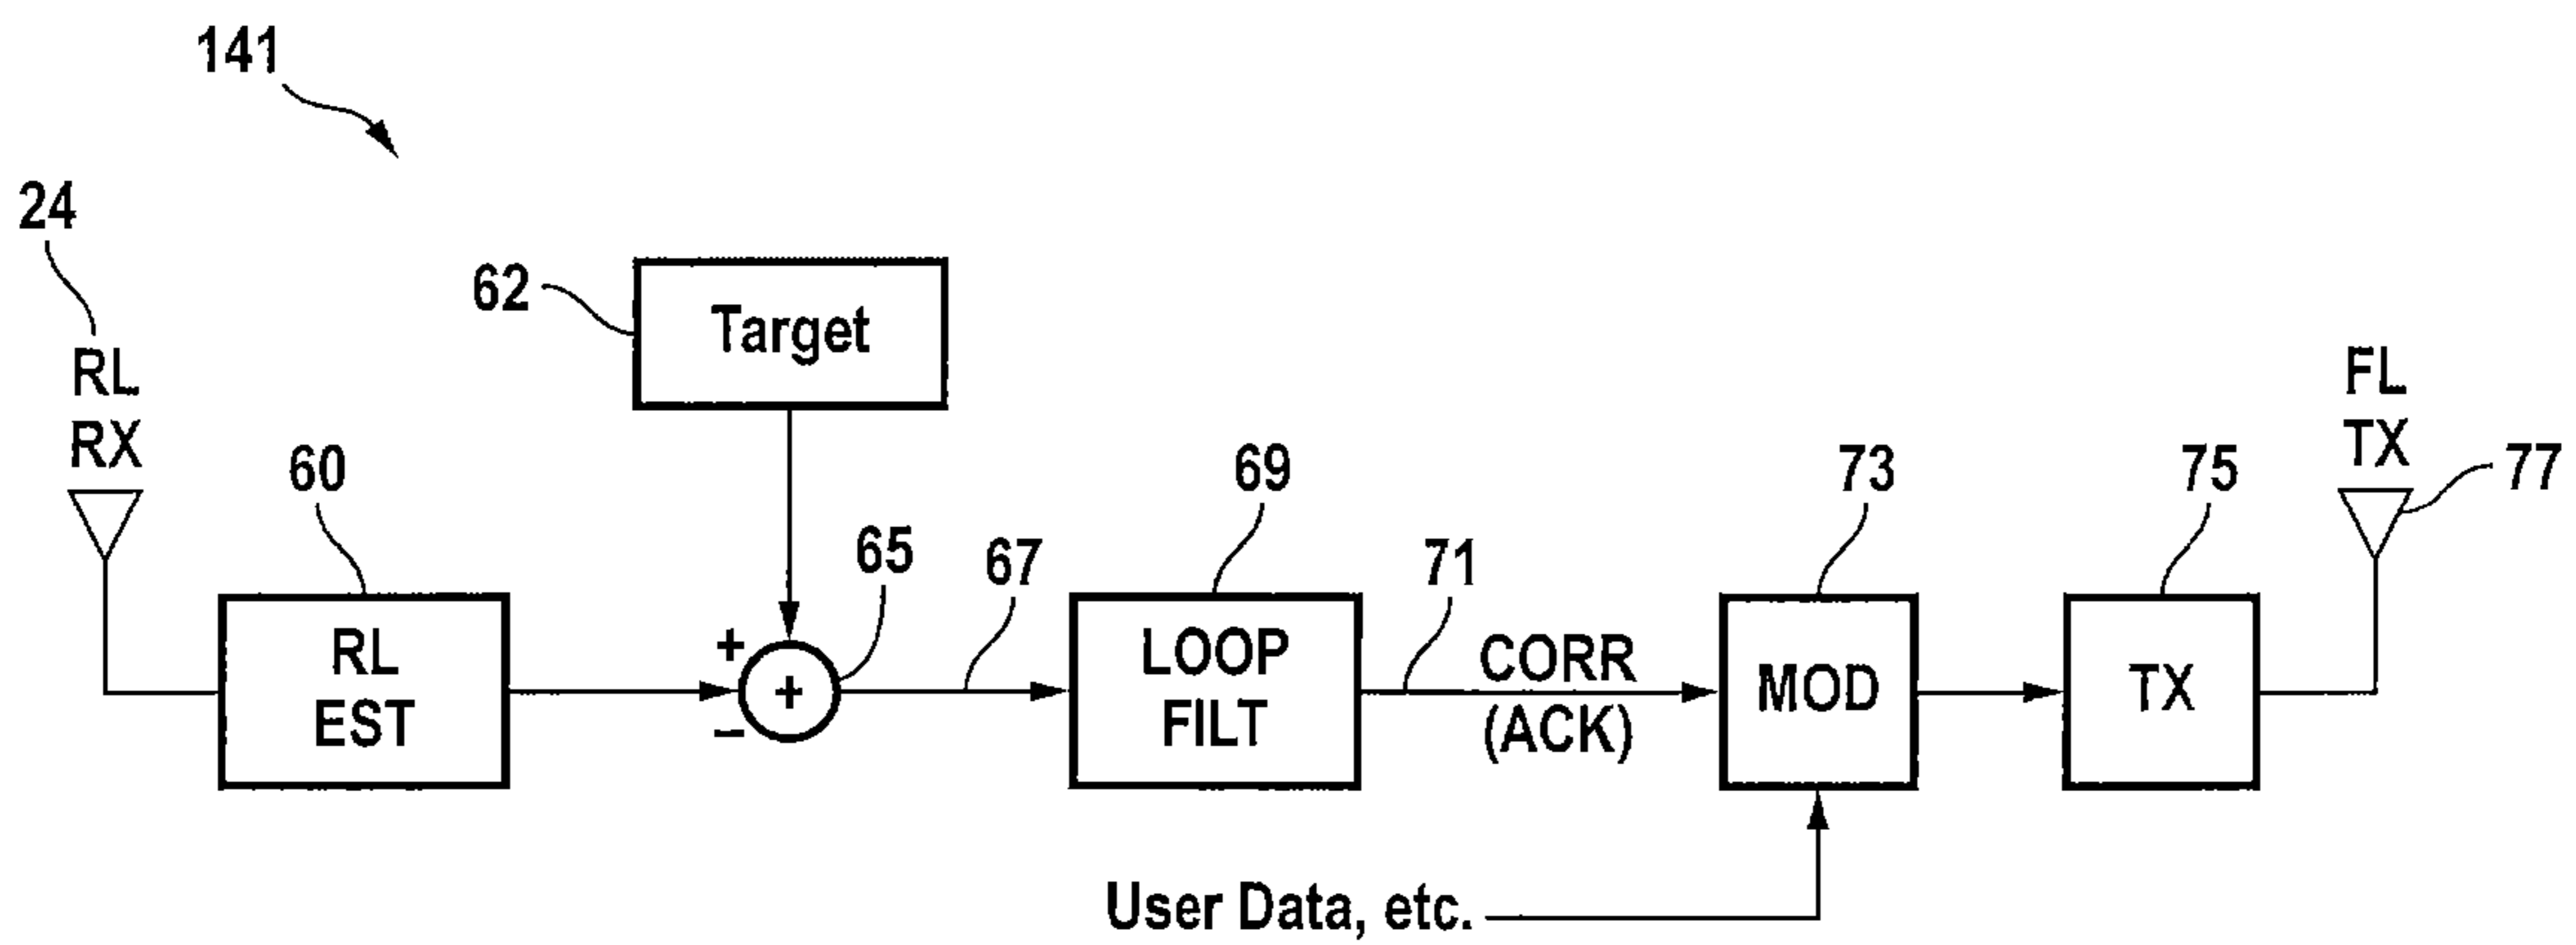 141
24
RL
RX
62
Target
60
RL
EST
+
−
+
65
67
69
LOOP
FILT
71
CORR
(ACK)
73
MOD
75
TX
FL
TX
77
User Data, etc.